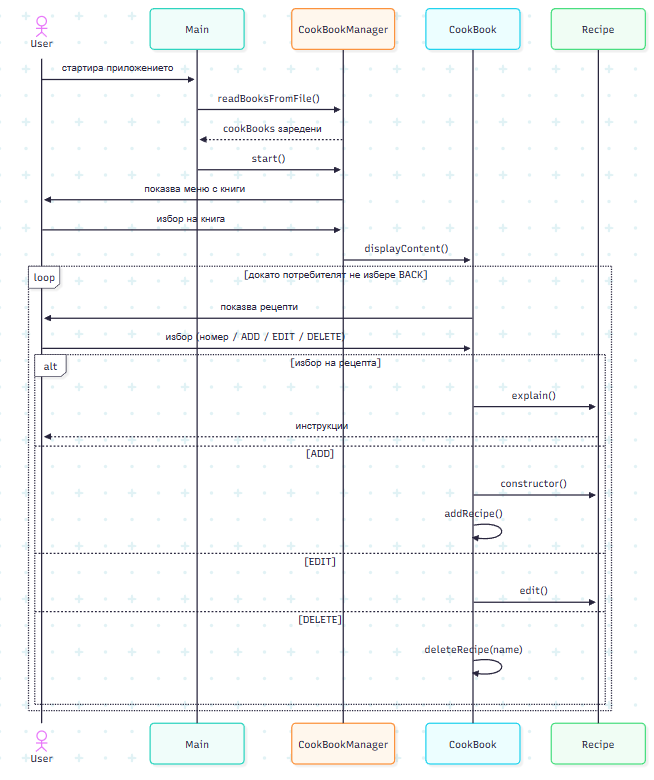 User
Main
CookBookManager
CookBook
Recipe
стартира приложението
readBooksFromFile()
cookBooks заредени
start()
показва меню с книги
избор на книга
displayContent()
loop
[докато потребителят не избере BACK]
показва рецепти
избор (номер / ADD / EDIT / DELETE)
alt
[избор на рецепта]
explain()
инструкции
[ADD]
constructor()
addRecipe()
[EDIT]
edit()
[DELETE]
deleteRecipe(name)
User
Main
CookBookManager
CookBook
Recipe